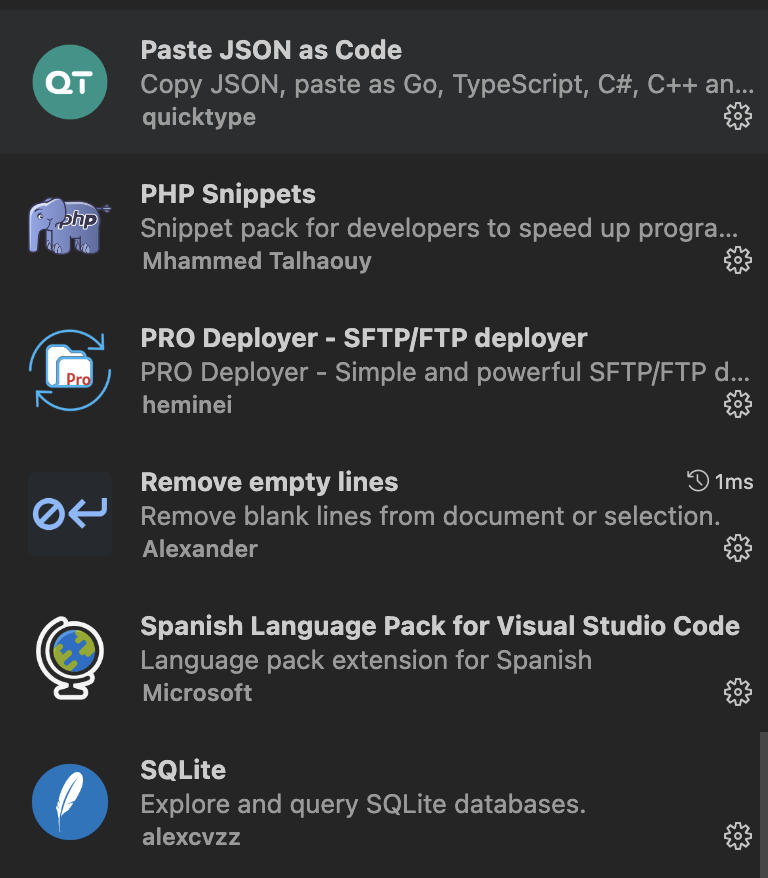 QT
Paste JSON as Code
Copy JSON, paste as Go, TypeScript, C#, C++ an...
quicktype
php
PHP Snippets
Snippet pack for developers to speed up progra...
Mhammed Talhaouy
Pro
PRO Deployer - SFTP/FTP deployer
PRO Deployer - Simple and powerful SFTP/FTP d...
heminei
Remove empty lines
1ms
Remove blank lines from document or selection.
Alexander
Spanish Language Pack for Visual Studio Code
Language pack extension for Spanish
Microsoft
SQLite
Explore and query SQLite databases.
alexcvzz